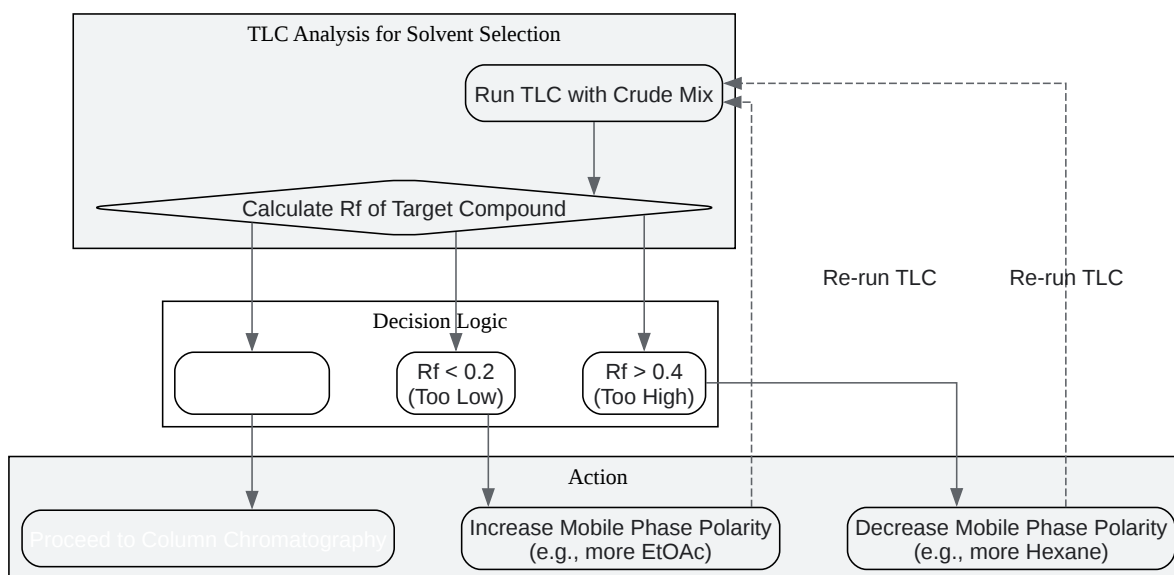 TLC Analysis for Solvent Selection
Run TLC with Crude Mix
Calculate Rf of Target Compound
Re-run TLC
Re-run TLC
Decision Logic
Rf < 0.2
(Too Low)
Rf > 0.4
(Too High)
Action
Proceed to Column Chromatography
Increase Mobile Phase Polarity
(e.g., more EtOAc)
Decrease Mobile Phase Polarity
(e.g., more Hexane)